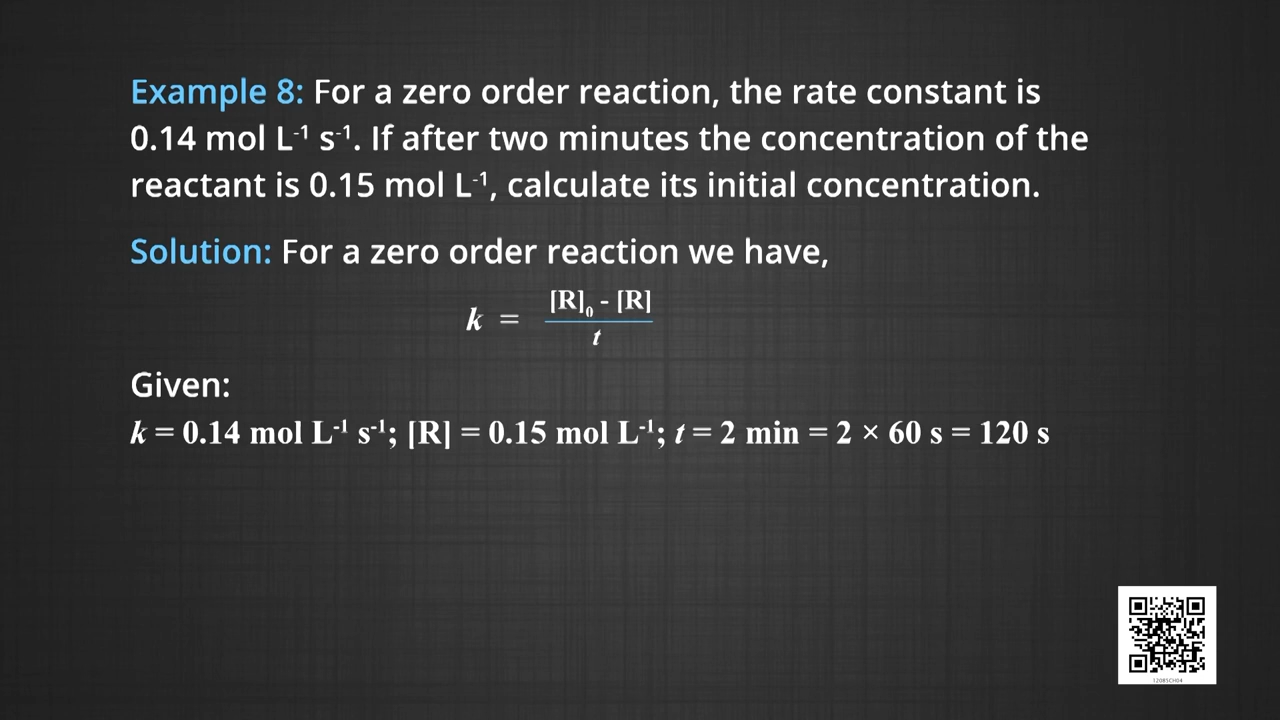 Example 8: For a zero order reaction, the rate constant is
0.14 mol L⁻¹ s⁻¹. If after two minutes the concentration of the
reactant is 0.15 mol L⁻¹, calculate its initial concentration.
Solution: For a zero order reaction we have,
k = [R]₀ - [R] / t
Given:
k = 0.14 mol L⁻¹ s⁻¹; [R] = 0.15 mol L⁻¹; t = 2 min = 2 × 60 s = 120 s
12085CH04